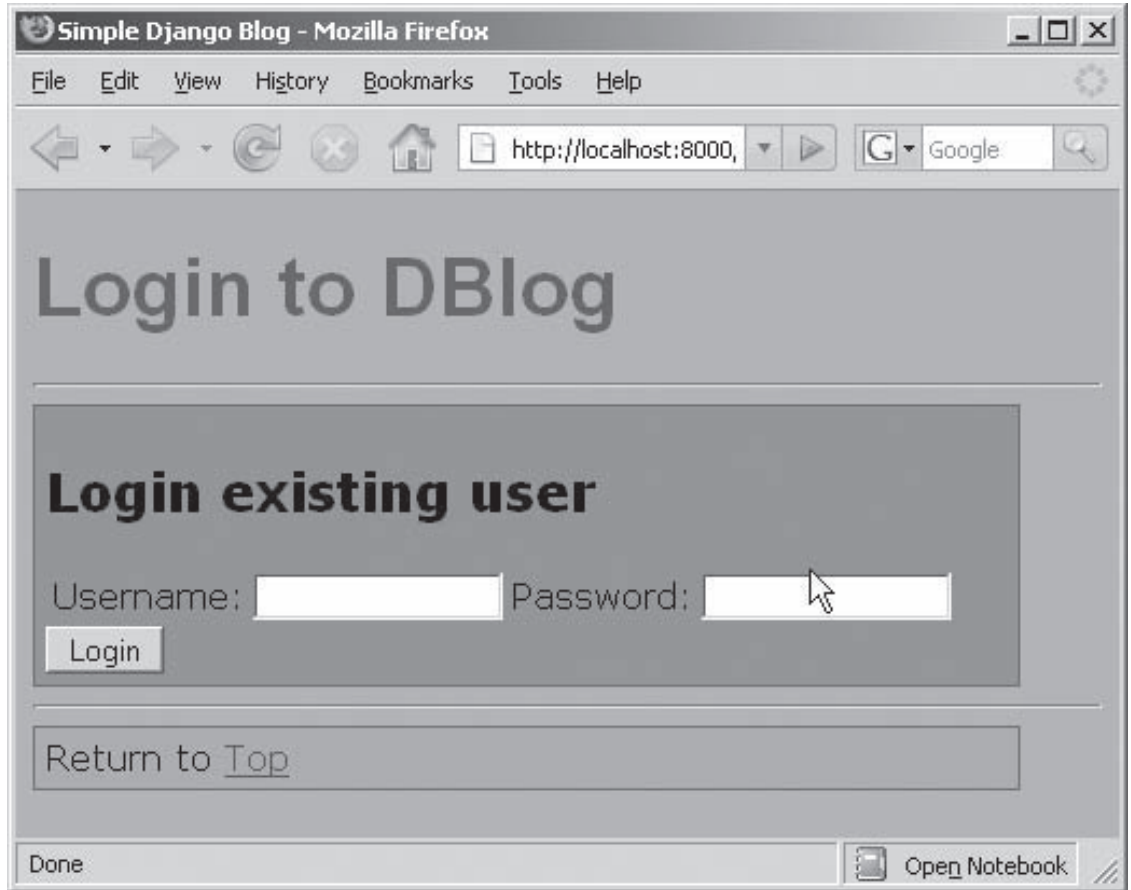 Simple Django Blog - Mozilla Firefox
File Edit View History Bookmarks Tools Help
http://localhost:8000, G Google
Login to DBlog
Login existing user
Username: Password:
Login
Return to Top
Done Open Notebook